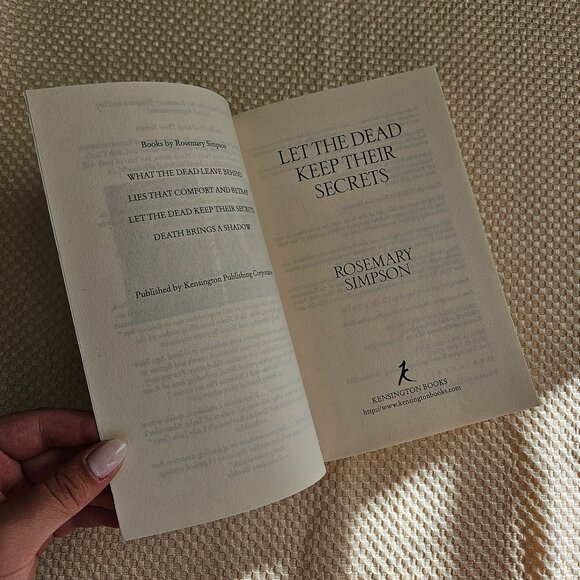 Books by Rosemary Simpson
WHAT THE DEAD LEAVE BEHIND
LIES THAT COMFORT AND BETRAY
LET THE DEAD KEEP THEIR SECRETS
DEATH BRINGS A SHADOW
Published by Kensington Publishing
LET THE DEAD
KEEP THEIR
SECRETS
ROSEMARY
SIMPSON
KENSINGTON BOOKS
http://www.kensingtonbooks.com